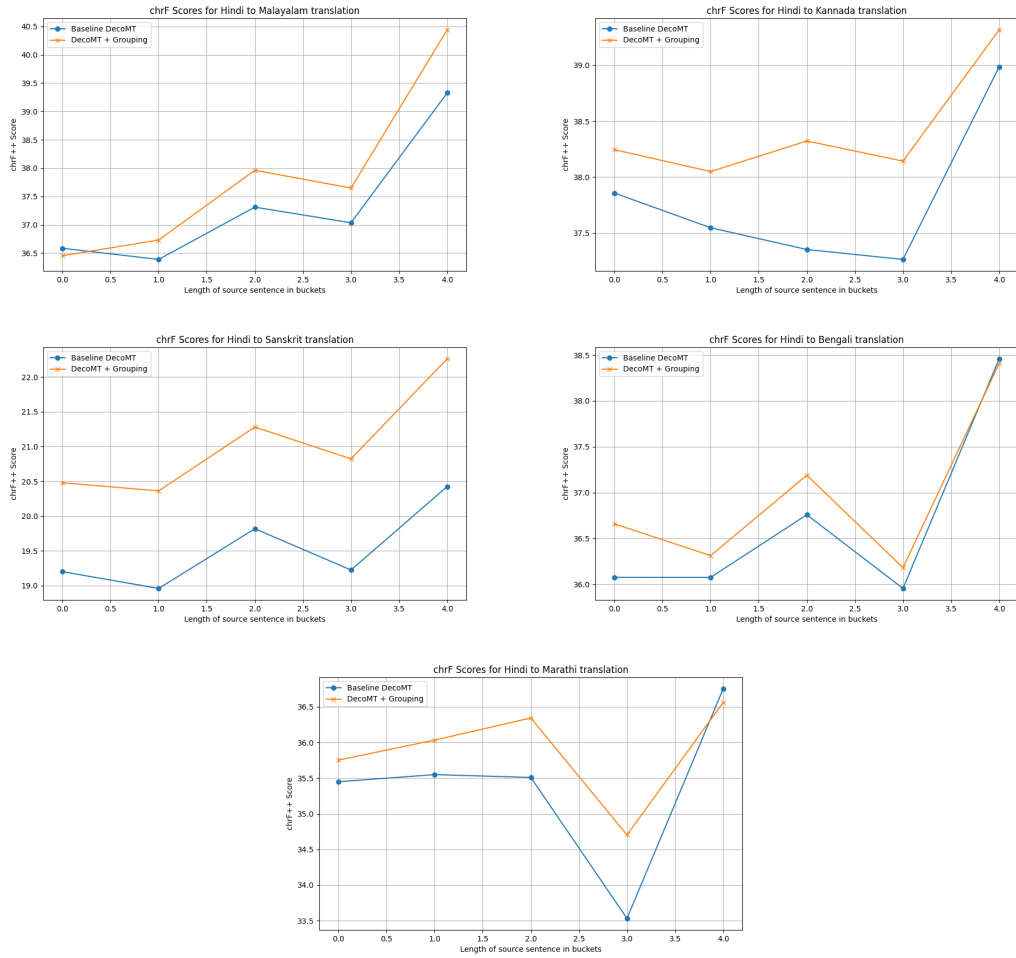 chrF Scores for Hindi to Malayalam translation
Baseline DecoMT
DecoMT + Grouping
chrF++ Score
40.5
40.0
39.5
39.0
38.5
38.0
37.5
37.0
36.5
0.0 0.5 1.0 1.5 2.0 2.5 3.0 3.5 4.0
Length of source sentence in buckets
chrF Scores for Hindi to Kannada translation
Baseline DecoMT
DecoMT + Grouping
chrF++ Score
39.0
38.5
38.0
37.5
0.0 0.5 1.0 1.5 2.0 2.5 3.0 3.5 4.0
Length of source sentence in buckets
chrF Scores for Hindi to Sanskrit translation
Baseline DecoMT
DecoMT + Grouping
chrF++ Score
22.0
21.5
21.0
20.5
20.0
19.5
19.0
0.0 0.5 1.0 1.5 2.0 2.5 3.0 3.5 4.0
Length of source sentence in buckets
chrF Scores for Hindi to Bengali translation
Baseline DecoMT
DecoMT + Grouping
chrF++ Score
38.5
38.0
37.5
37.0
36.5
36.0
0.0 0.5 1.0 1.5 2.0 2.5 3.0 3.5 4.0
Length of source sentence in buckets
chrF Scores for Hindi to Marathi translation
Baseline DecoMT
DecoMT + Grouping
chrF++ Score
36.5
36.0
35.5
35.0
34.5
34.0
33.5
0.0 0.5 1.0 1.5 2.0 2.5 3.0 3.5 4.0
Length of source sentence in buckets